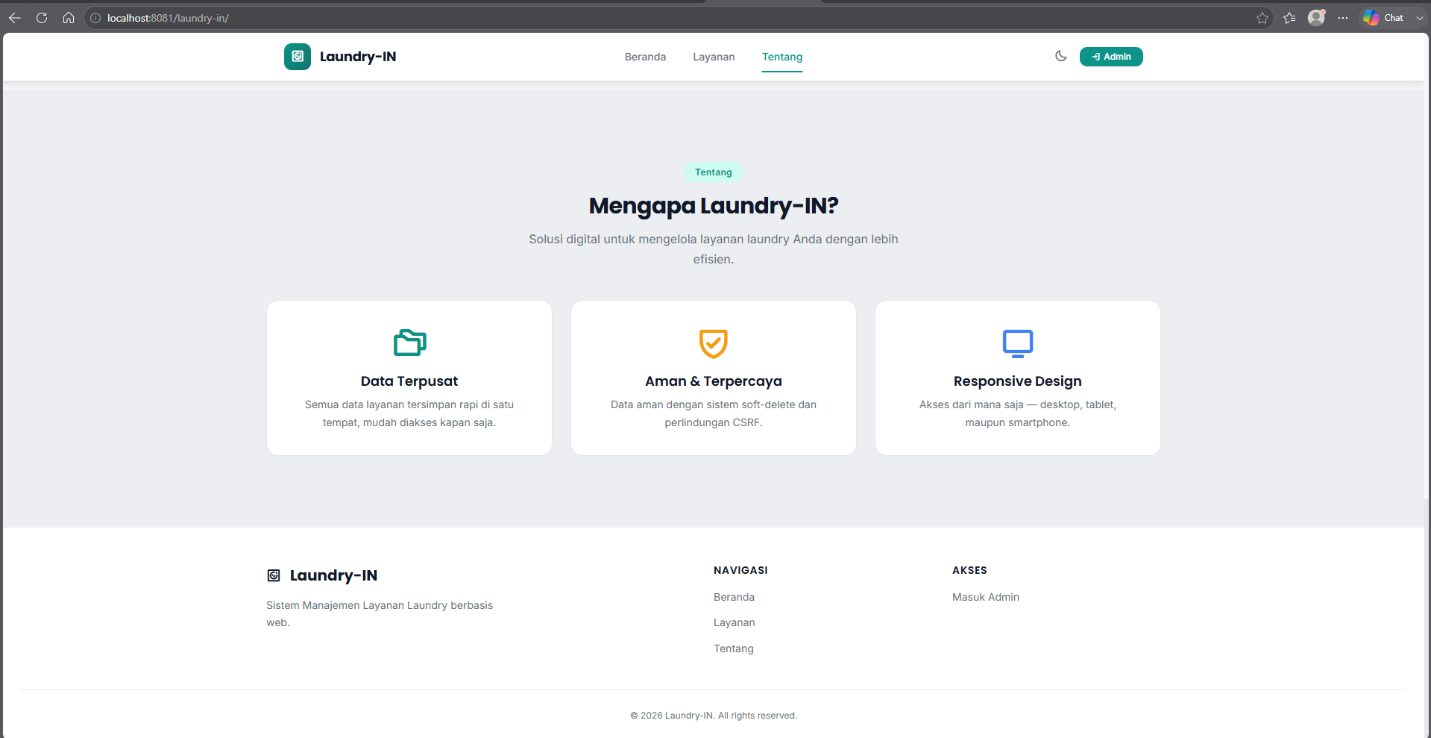 localhost:8081/laundry-in/
Chat
Laundry-IN
Beranda
Layanan
Tentang
Admin
Tentang
Mengapa Laundry-IN?
Solusi digital untuk mengelola layanan laundry Anda dengan lebih
efisien.
Data Terpusat
Semua data layanan tersimpan rapi di satu
tempat, mudah diakses kapan saja.
Aman & Terpercaya
Data aman dengan sistem soft-delete dan
perlindungan CSRF.
Responsive Design
Akses dari mana saja — desktop, tablet,
maupun smartphone.
Laundry-IN
Sistem Manajemen Layanan Laundry berbasis
web.
NAVIGASI
Beranda
Layanan
Tentang
AKSES
Masuk Admin
© 2026 Laundry-IN. All rights reserved.